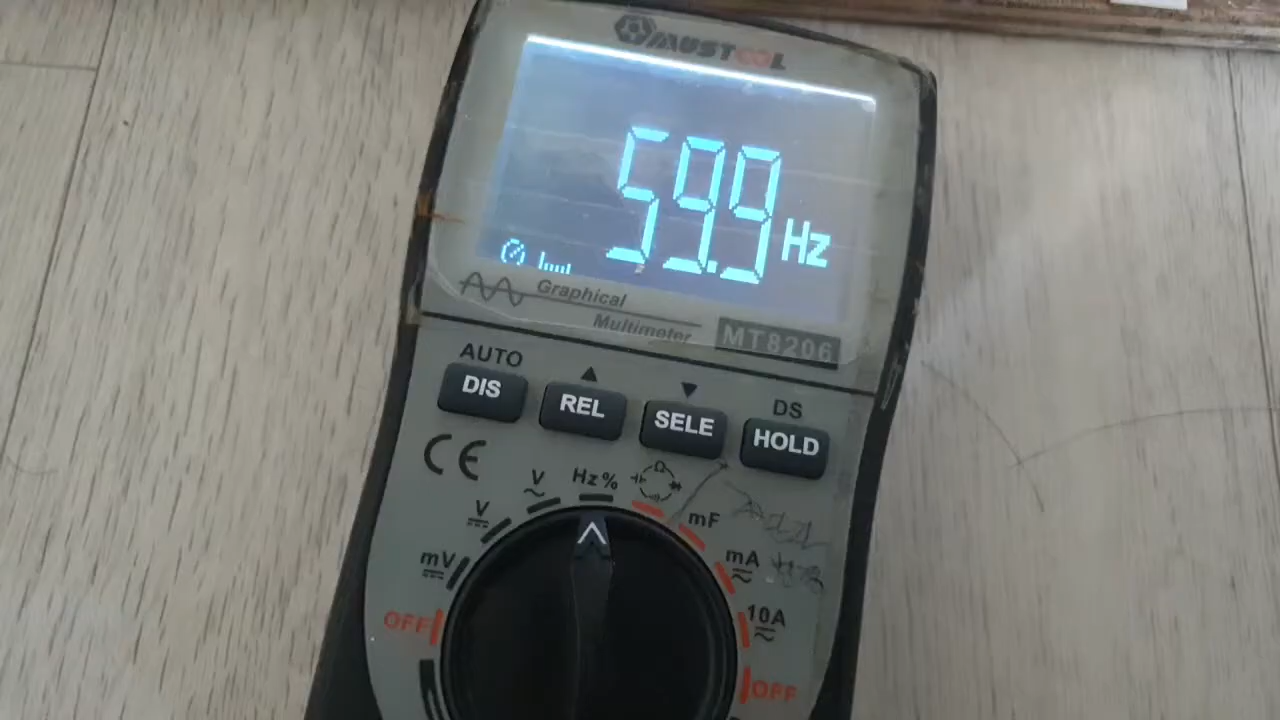 MUSTOOL
59.9 Hz
Graphical
Multimeter
MT8206
AUTO
DS
DIS
REL
SELE
HOLD
CE
Hz%
V
Ω
V
mF
mV
mA
OFF
10A
OFF